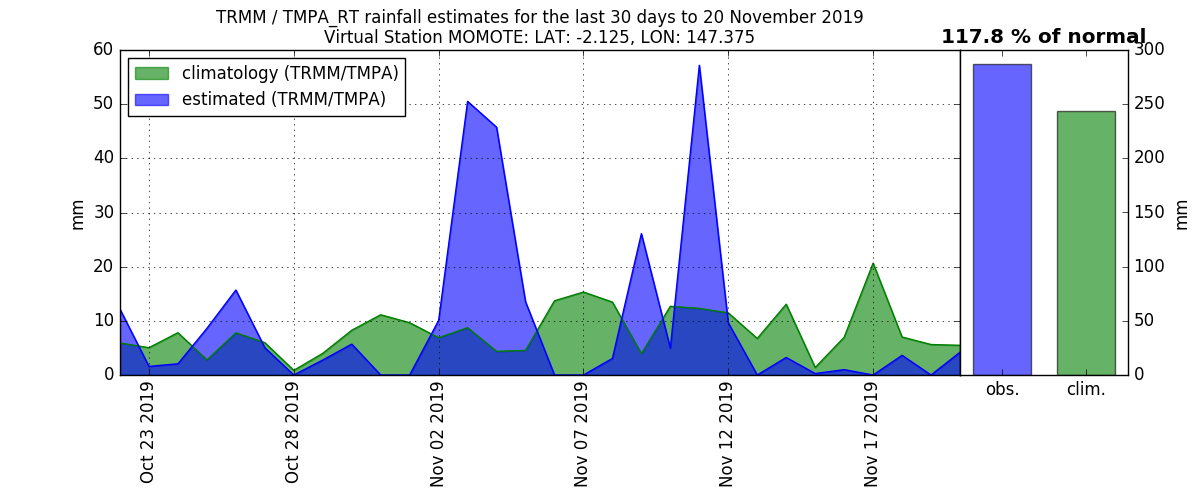 TRMM / TMPA_RT rainfall estimates for the last 30 days to 20 November 2019
Virtual Station MOMOTE: LAT: -2.125, LON: 147.375
117.8 % of normal
climatology (TRMM/TMPA)
estimated (TRMM/TMPA)
mm
60
50
40
30
20
10
0
Oct 23 2019
Oct 28 2019
Nov 02 2019
Nov 07 2019
Nov 12 2019
Nov 17 2019
obs.
clim.
300
250
200
150
100
50
0
mm